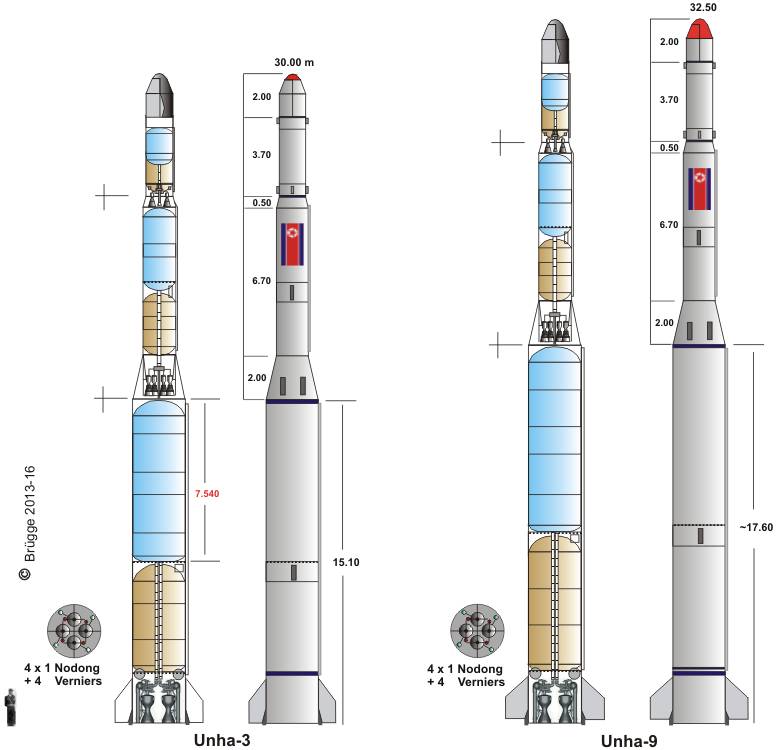 30.00 m
2.00
3.70
0.50
6.70
2.00
7.540
15.10
© Brügge 2013-16
4 x 1 Nodong
+ 4 Verniers
Unha-3
32.50
2.00
3.70
0.50
6.70
2.00
~17.60
4 x 1 Nodong
+ 4 Verniers
Unha-9